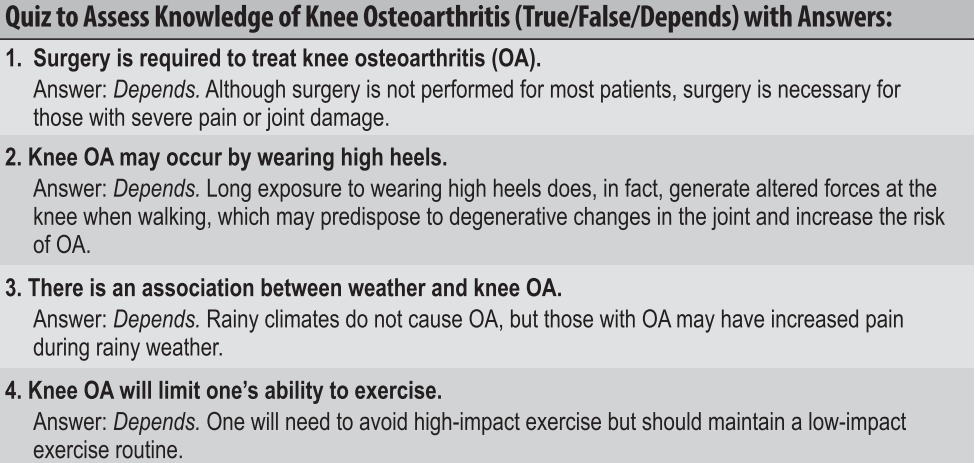 Quiz to Assess Knowledge of Knee Osteoarthritis (True/False/Depends) with Answers:
1. Surgery is required to treat knee osteoarthritis (OA).
Answer: Depends. Although surgery is not performed for most patients, surgery is necessary for
those with severe pain or joint damage.
2. Knee OA may occur by wearing high heels.
Answer: Depends. Long exposure to wearing high heels does, in fact, generate altered forces at the
knee when walking, which may predispose to degenerative changes in the joint and increase the risk
of OA.
3. There is an association between weather and knee OA.
Answer: Depends. Rainy climates do not cause OA, but those with OA may have increased pain
during rainy weather.
4. Knee OA will limit one’s ability to exercise.
Answer: Depends. One will need to avoid high-impact exercise but should maintain a low-impact
exercise routine.